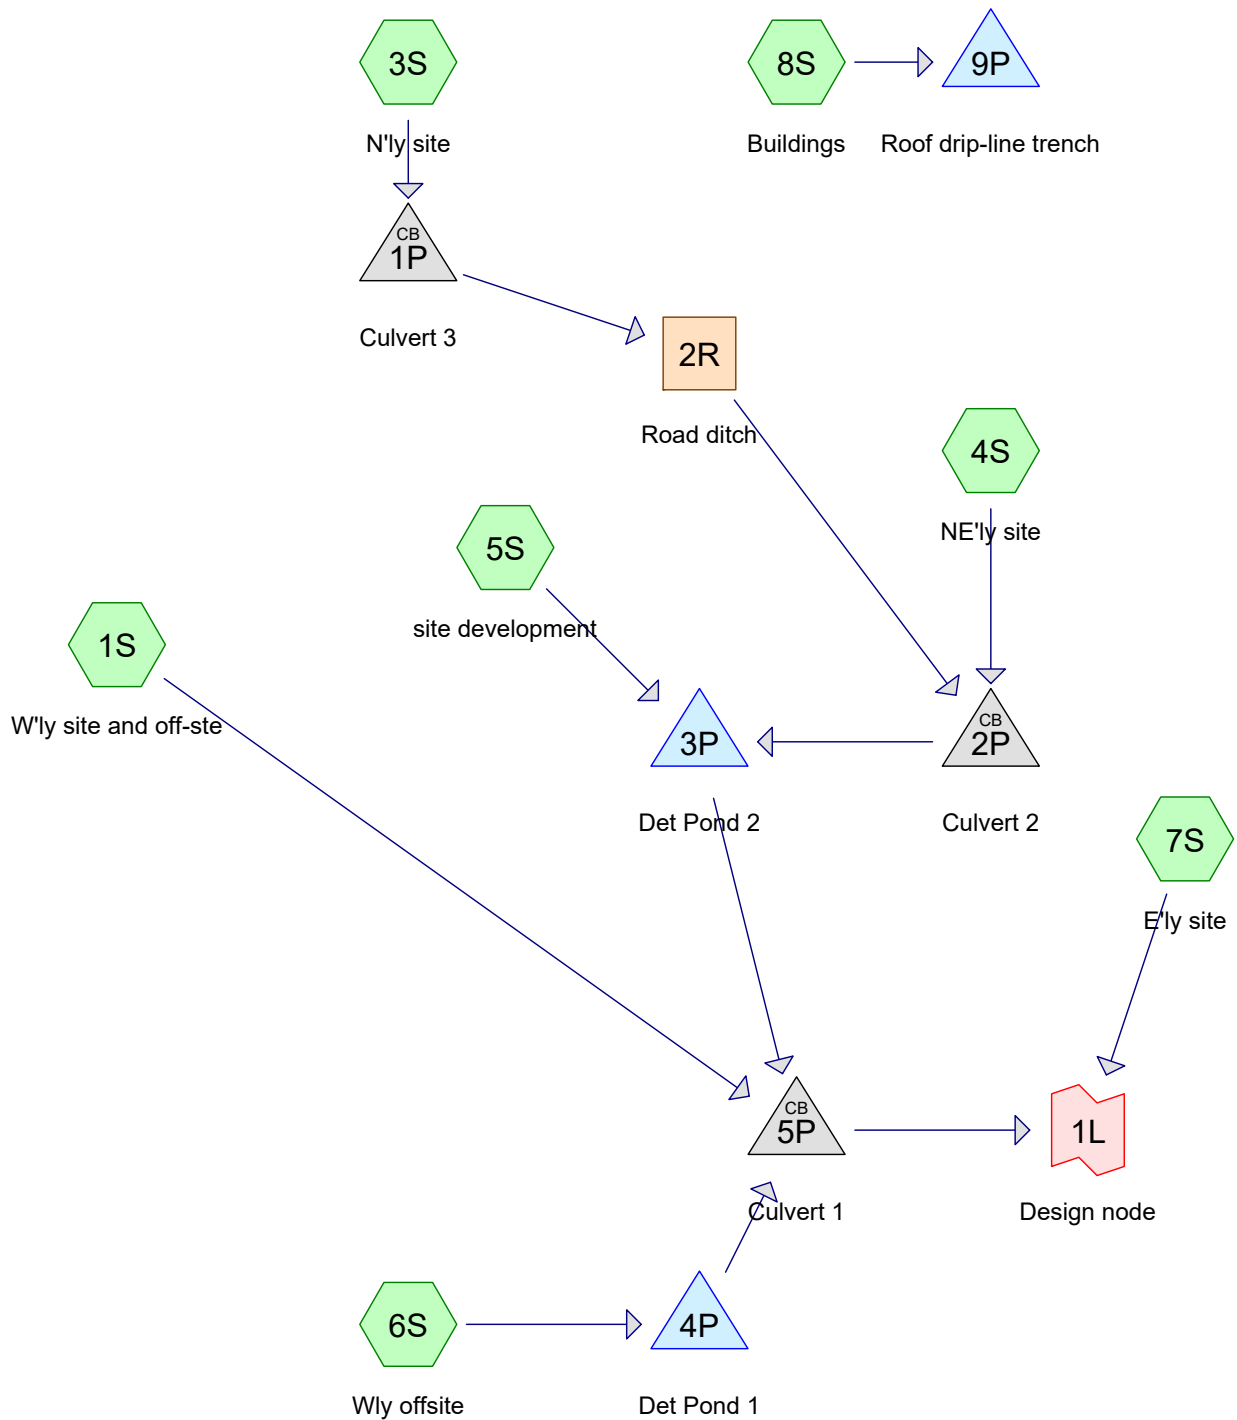 3S
8S
9P
N'ly site
Buildings
Roof drip-line trench
CB
1P
Culvert 3
2R
Road ditch
4S
NE'ly site
5S
site development
1S
W'ly site and off-ste
CB
3P
2P
Det Pond 2
Culvert 2
7S
E'ly site
CB
5P
1L
Culvert 1
Design node
6S
4P
Wly offsite
Det Pond 1